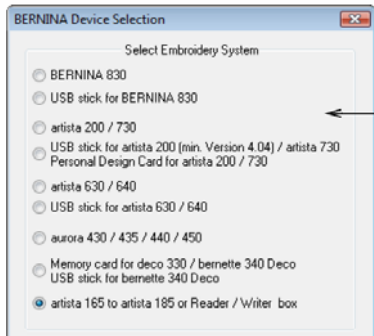 BERNINA Device Selection
Select Embroidery System
BERNINA 830
USB stick for BERNINA 830
artista 200 / 730
USB stick for artista 200 (min. Version 4.04) / artista 730
Personal Design Card for artista 200 / 730
artista 630 / 640
USB stick for artista 630 / 640
aurora 430 / 435 / 440 / 450
Memory card for deco 330 / bernette 340 Deco
USB stick for bernette 340 Deco
artista 165 to artista 185 or Reader / Writer box